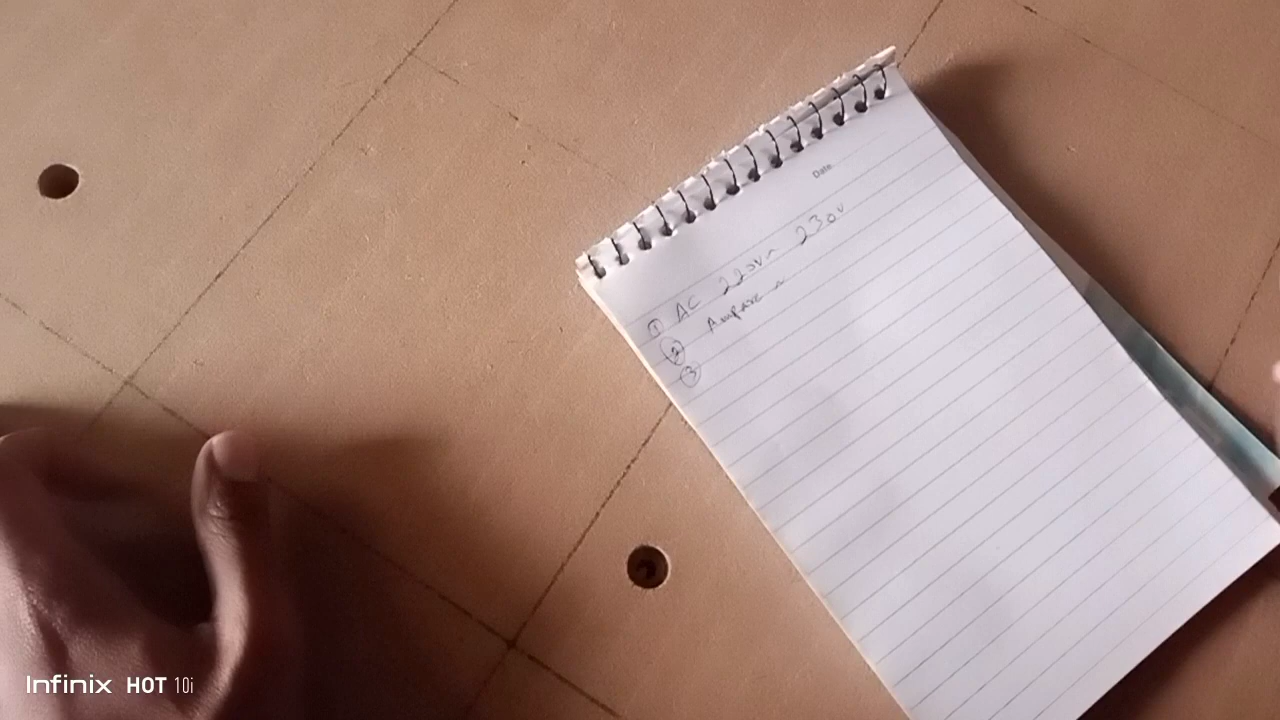 Date
① AC 220v ~ 230v
② Ampere ~
③
Infinix HOT 10i